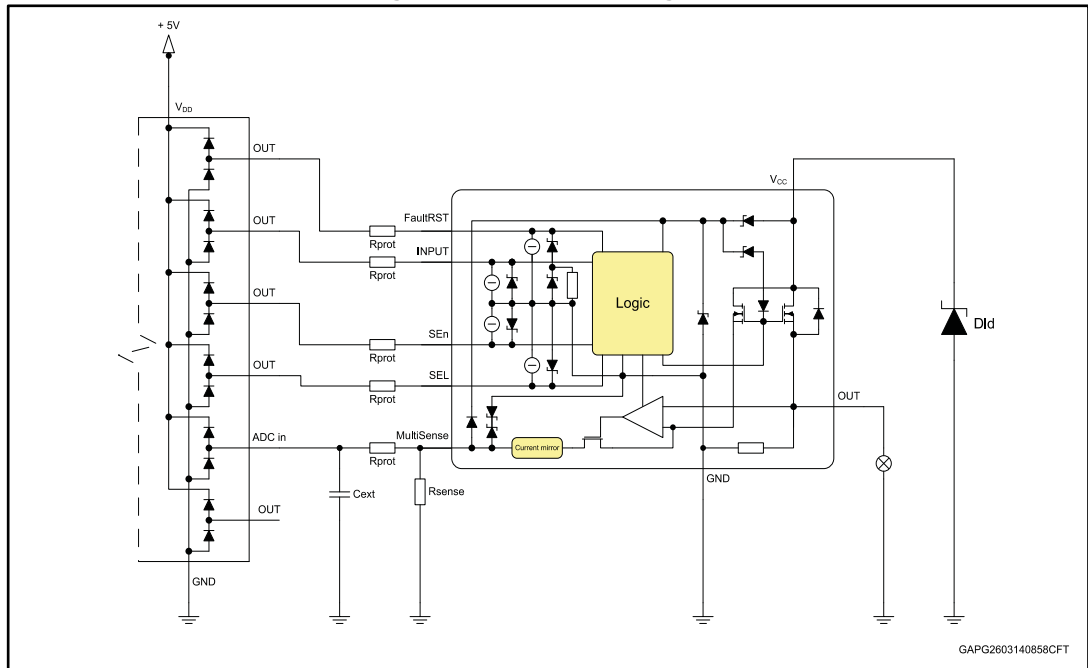 + 5V
VDD
OUT
OUT
OUT
OUT
ADC in
OUT
GND
Rprot
Rprot
Rprot
Rprot
Rprot
Cext
Rsense
FaultRST
INPUT
SEn
SEL
MultiSense
Logic
Current mirror
VCC
OUT
GND
Dld
GAPG2603140858CFT